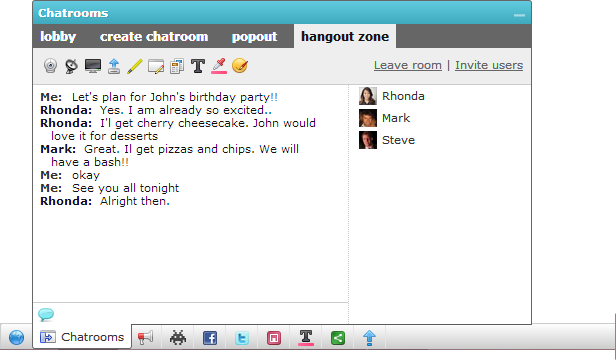 Chatrooms
lobby create chatroom popout hangout zone
Leave room | Invite users
Me: Let's plan for John's birthday party!!
Rhonda: Yes. I am already so excited..
Rhonda: I'l get cherry cheesecake. John would
love it for desserts
Mark: Great. Il get pizzas and chips. We will
have a bash!!
Me: okay
Me: See you all tonight
Rhonda: Alright then.
Rhonda
Mark
Steve
Chatrooms